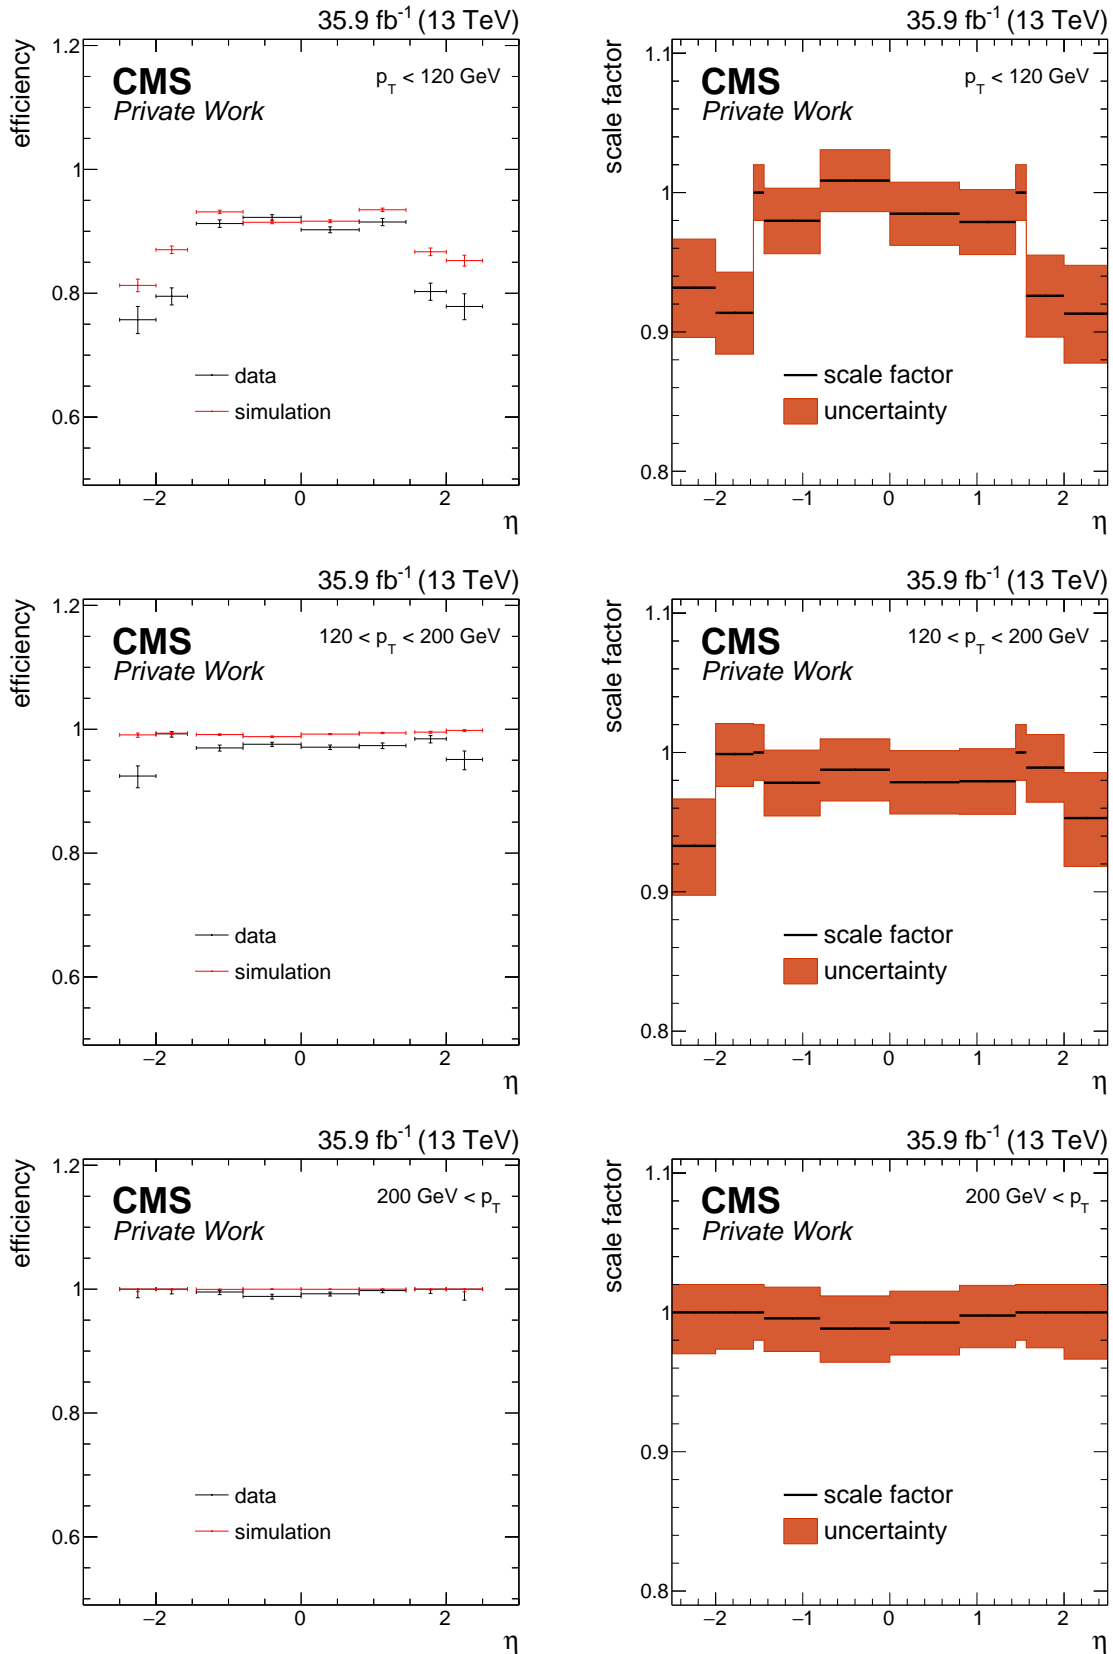 35.9 fb⁻¹ (13 TeV)
efficiency
1.2
CMS
Private Work
p_T < 120 GeV
1
0.8
data
simulation
0.6
−2 0 2
η
35.9 fb⁻¹ (13 TeV)
scale factor
1.1
CMS
Private Work
p_T < 120 GeV
1
0.9
scale factor
uncertainty
0.8
−2 −1 0 1 2
η
35.9 fb⁻¹ (13 TeV)
efficiency
1.2
CMS
Private Work
120 < p_T < 200 GeV
1
0.8
data
simulation
0.6
−2 0 2
η
35.9 fb⁻¹ (13 TeV)
scale factor
1.1
CMS
Private Work
120 < p_T < 200 GeV
1
0.9
scale factor
uncertainty
0.8
−2 −1 0 1 2
η
35.9 fb⁻¹ (13 TeV)
efficiency
1.2
CMS
Private Work
200 GeV < p_T
1
0.8
data
simulation
0.6
−2 0 2
η
35.9 fb⁻¹ (13 TeV)
scale factor
1.1
CMS
Private Work
200 GeV < p_T
1
0.9
scale factor
uncertainty
0.8
−2 −1 0 1 2
η